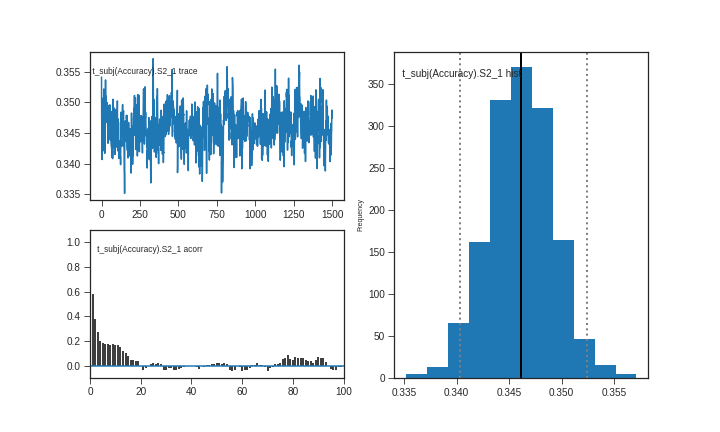 t_subj(Accuracy).S2_1 trace
0.355
0.350
0.345
0.340
0.335
0 250 500 750 1000 1250 1500
t_subj(Accuracy).S2_1 acorr
1.0
0.8
0.6
0.4
0.2
0.0
0 20 40 60 80 100
t_subj(Accuracy).S2_1 hist
Frequency
350
300
250
200
150
100
50
0
0.335 0.340 0.345 0.350 0.355